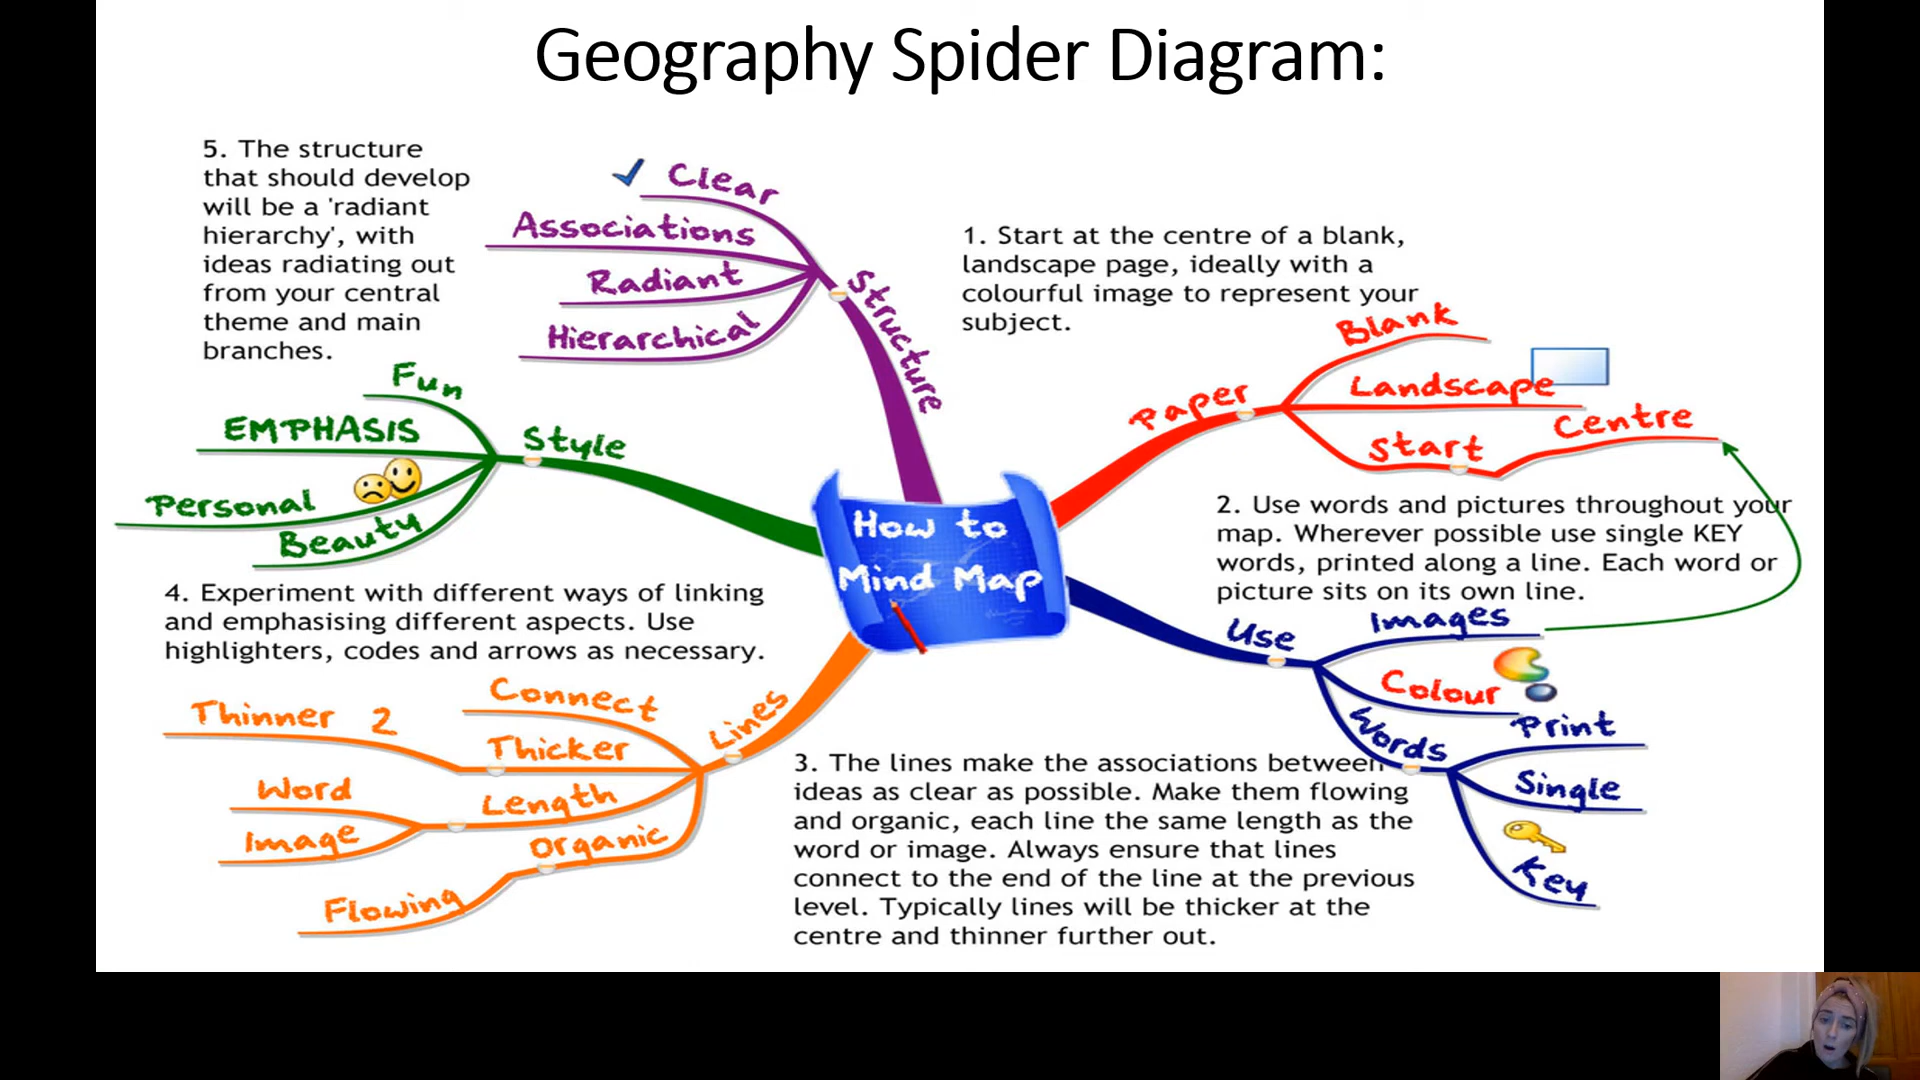 Geography Spider Diagram:
5. The structure
that should develop
will be a 'radiant
hierarchy', with
ideas radiating out
from your central
theme and main
branches.
Clear
Associations
Radiant
Hierarchical
Structure
1. Start at the centre of a blank,
landscape page, ideally with a
colourful image to represent your
subject.
Blank
Landscape
Paper
Start
Centre
Fun
EMPHASIS
Style
Personal
Beauty
How to
Mind Map
2. Use words and pictures throughout your
map. Wherever possible use single KEY
words, printed along a line. Each word or
picture sits on its own line.
Use
Images
Colour
Words
Print
Single
Key
4. Experiment with different ways of linking
and emphasising different aspects. Use
highlighters, codes and arrows as necessary.
Connect
Lines
Thinner 2
Thicker
Word
Length
Image
Organic
Flowing
3. The lines make the associations between
ideas as clear as possible. Make them flowing
and organic, each line the same length as the
word or image. Always ensure that lines
connect to the end of the line at the previous
level. Typically lines will be thicker at the
centre and thinner further out.